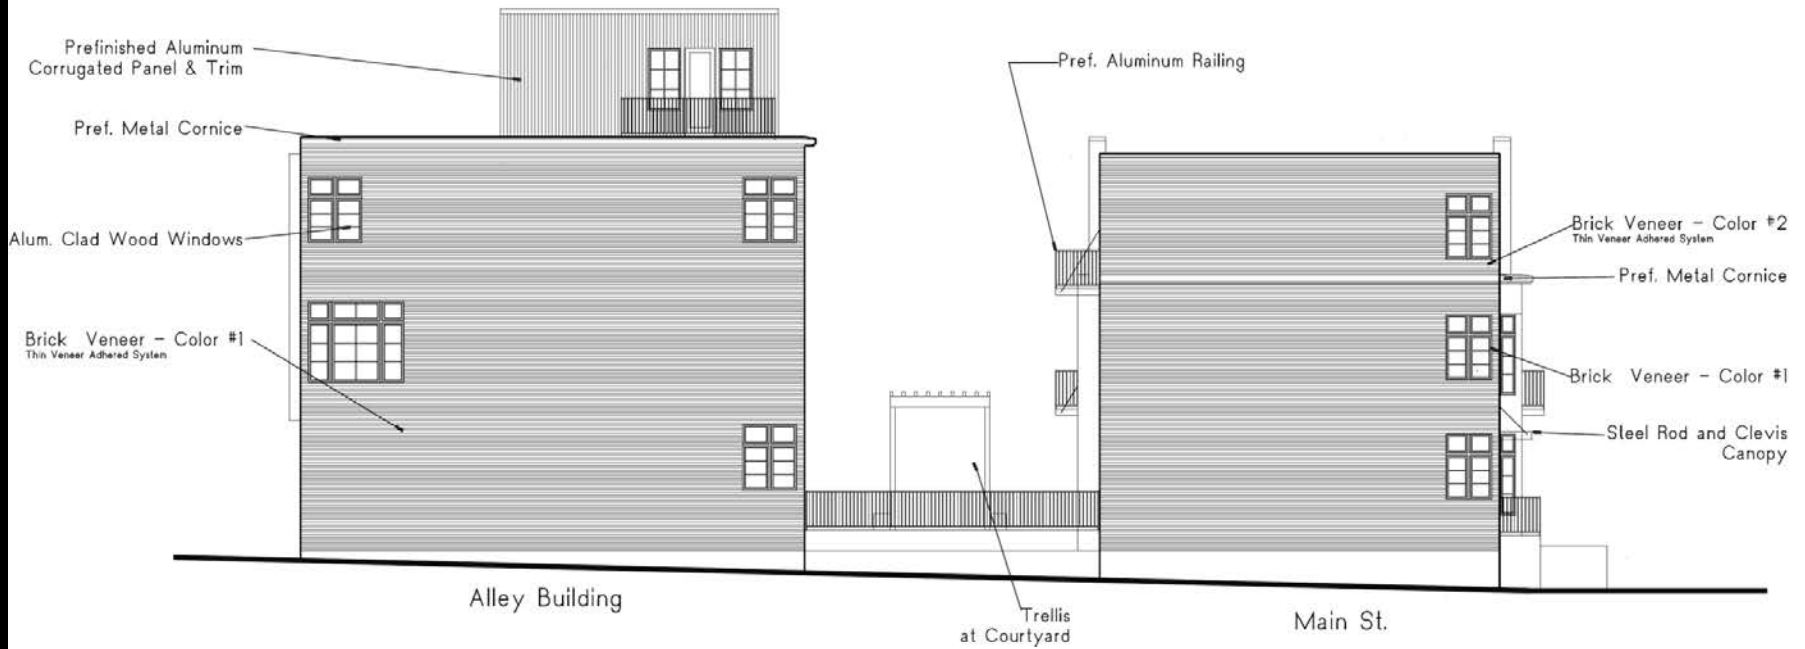 Prefinished Aluminum
Corrugated Panel & Trim
Pref. Metal Cornice
Alum. Clad Wood Windows
Brick Veneer - Color #1
Thin Veneer Adhered System
Alley Building
Pref. Aluminum Railing
Trellis
at Courtyard
Brick Veneer - Color #2
Thin Veneer Adhered System
Pref. Metal Cornice
Brick Veneer - Color #1
Steel Rod and Clevis
Canopy
Main St.